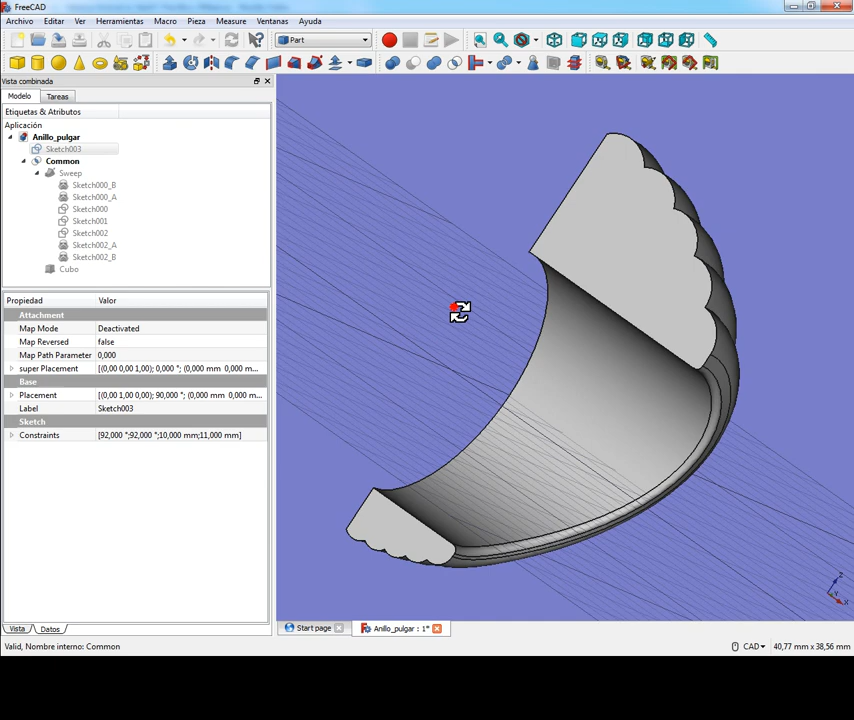 FreeCAD
Archivo Editar Ver Herramientas Macro Pieza Measure Ventanas Ayuda
Part
Vista combinada
Modelo Tareas
Etiquetas & Atributos
Aplicación
Anillo_pulgar
Sketch003
Common
Sweep
Sketch000_B
Sketch000_A
Sketch000
Sketch001
Sketch002
Sketch002_A
Sketch002_B
Cubo
Propiedad Valor
Attachment
Map Mode Deactivated
Map Reversed false
Map Path Parameter 0,000
super Placement [(0,00 0,00 1,00); 0,000 °; (0,000 mm 0,000 m...
Base
Placement [(0,00 1,00 0,00); 90,000 °; (0,000 mm 0,000 m...
Label Sketch003
Sketch
Constraints [92,000 °;92,000 °;10,000 mm;11,000 mm]
Z
Y
X
Vista Datos
Start page
Anillo_pulgar : 1*
Valid, Nombre interno: Common
CAD
40,77 mm x 38,56 mm